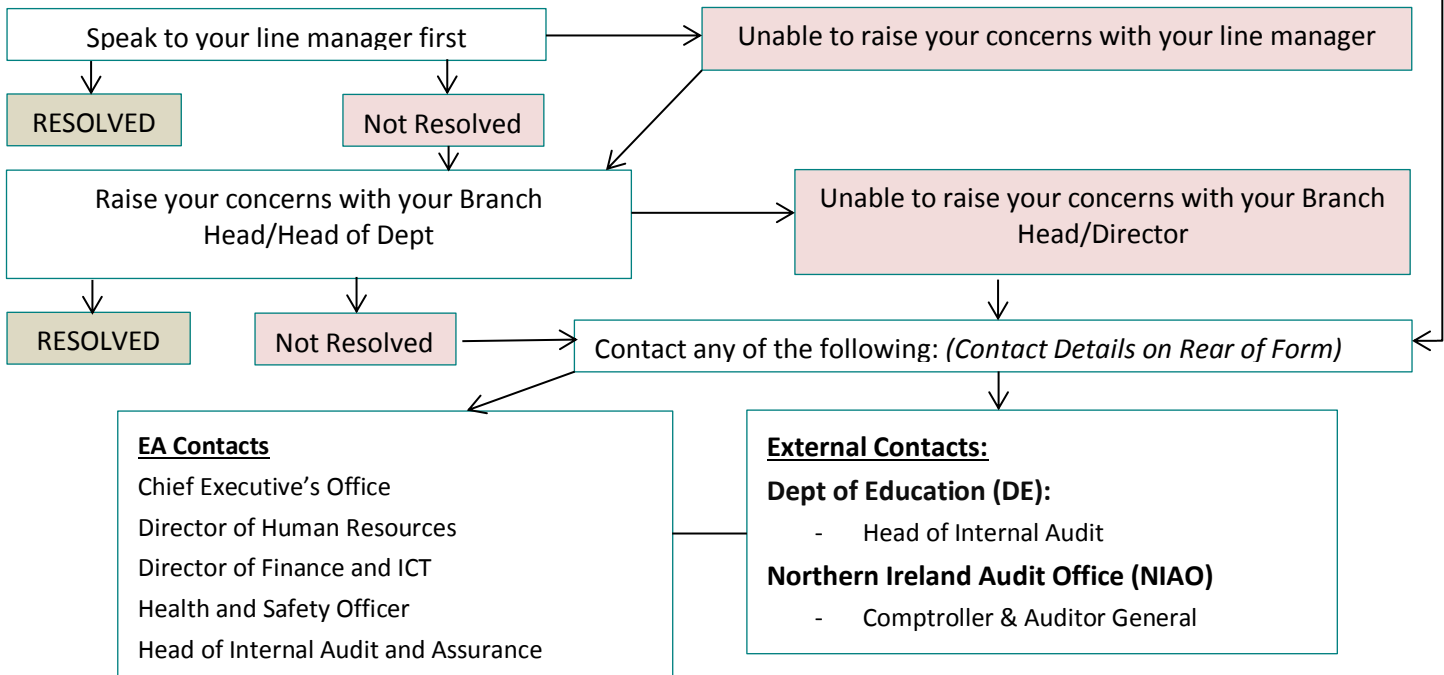 Speak to your line manager first
Unable to raise your concerns with your line manager
RESOLVED
Not Resolved
Raise your concerns with your Branch
Head/Head of Dept
Unable to raise your concerns with your Branch
Head/Director
RESOLVED
Not Resolved
Contact any of the following: (Contact Details on Rear of Form)
EA Contacts
Chief Executive’s Office
Director of Human Resources
Director of Finance and ICT
Health and Safety Officer
Head of Internal Audit and Assurance
External Contacts:
Dept of Education (DE):
- Head of Internal Audit
Northern Ireland Audit Office (NIAO)
- Comptroller & Auditor General